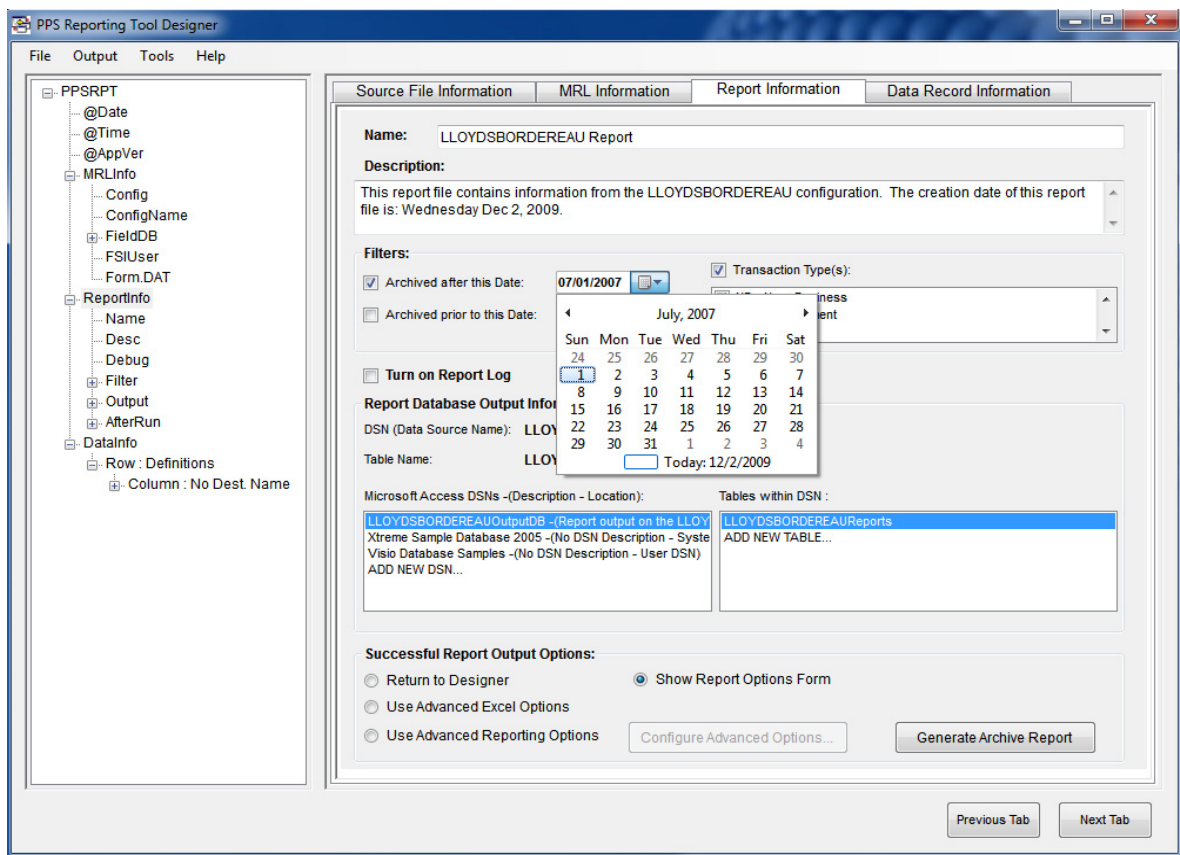 PPS Reporting Tool Designer
File Output Tools Help
PPSRPT
@Date
@Time
@AppVer
MRLInfo
Config
ConfigName
FieldDB
FSIUser
Form.DAT
ReportInfo
Name
Desc
Debug
Filter
Output
AfterRun
DataInfo
Row : Definitions
Column : No Dest. Name
Source File Information MRL Information Report Information Data Record Information
Name: LLOYDSBORDEREAU Report
Description:
This report file contains information from the LLOYDSBORDEREAU configuration. The creation date of this report
file is: Wednesday Dec 2, 2009.
Filters:
Archived after this Date: 07/01/2007
Transaction Type(s):
Archived prior to this Date:
July, 2007
Sun Mon Tue Wed Thu Fri Sat
24 25 26 27 28 29 30
1 2 3 4 5 6 7
8 9 10 11 12 13 14
15 16 17 18 19 20 21
22 23 24 25 26 27 28
29 30 31 1 2 3 4
Today: 12/2/2009
Turn on Report Log
Report Database Output Infor
DSN (Data Source Name): LLOY
Table Name: LLOY
Microsoft Access DSNs -(Description - Location):
LLOYDSBORDEREAUOutputDB -(Report output on the LLOY
Xtreme Sample Database 2005 -(No DSN Description - Syste
Visio Database Samples -(No DSN Description - User DSN)
ADD NEW DSN...
Tables within DSN :
LLOYDSBORDEREAUReports
ADD NEW TABLE...
Successful Report Output Options:
Return to Designer
Show Report Options Form
Use Advanced Excel Options
Use Advanced Reporting Options
Configure Advanced Options...
Generate Archive Report
Previous Tab Next Tab